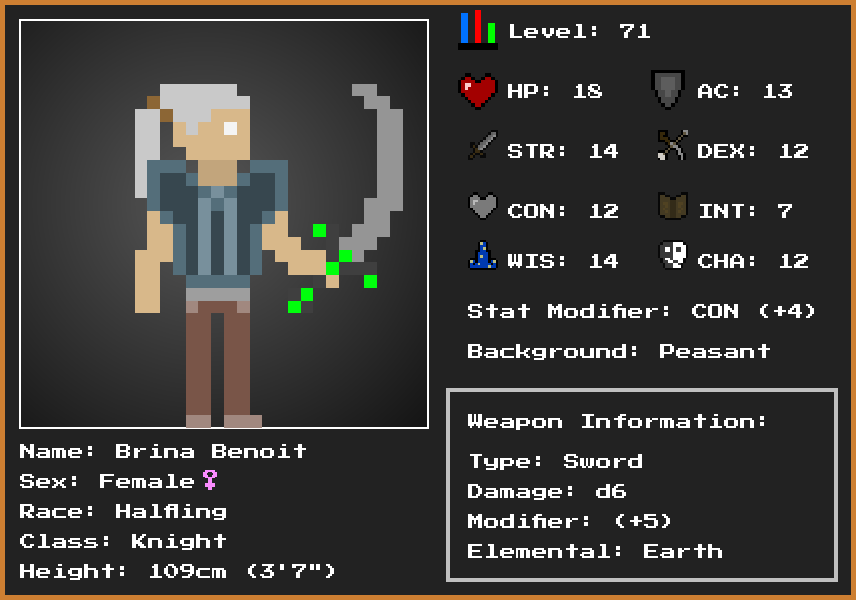 Level: 71
HP: 18
AC: 13
STR: 14
DEX: 12
CON: 12
INT: 7
WIS: 14
CHA: 12
Stat Modifier: CON (+4)
Background: Peasant
Weapon Information:
Type: Sword
Damage: d6
Modifier: (+5)
Elemental: Earth
Name: Brina Benoit
Sex: Female♀
Race: Halfling
Class: Knight
Height: 109cm (3'7")